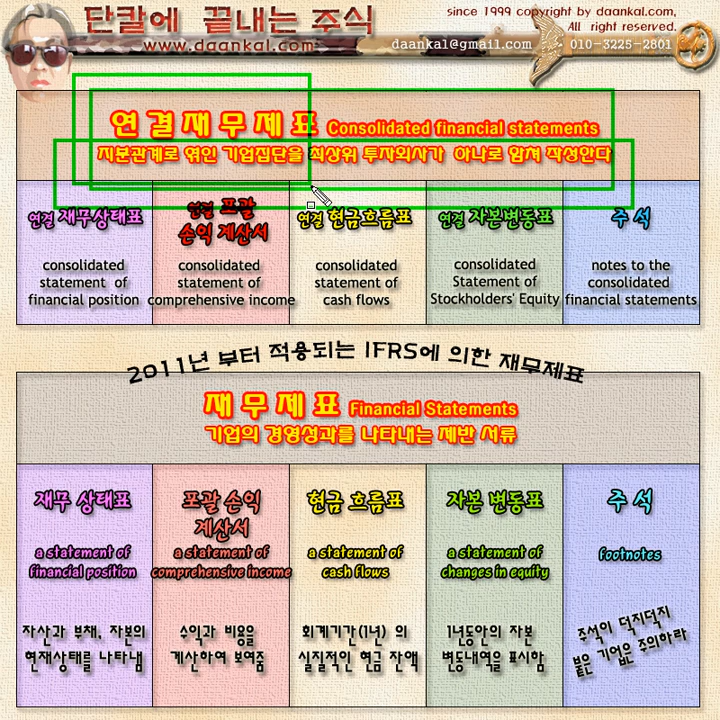 단칼에 끝내는 주식
since 1999 copyright by daankal.com,
All right reserved.
www.daankal.com
daankal@gmail.com
010-3225-2801
연결재무제표 Consolidated financial statements
지분관계로 엮인 기업집단을 최상위 투자회사가 하나로 합쳐 작성한다
연결 재무상태표
consolidated
statement of
financial position
연결 포괄
손익 계산서
consolidated
statement of
comprehensive income
연결 현금흐름표
consolidated
statement of
cash flows
연결 자본변동표
consolidated
Statement of
Stockholders' Equity
주 석
notes to the
consolidated
financial statements
2011년 부터 적용되는 IFRS에 의한 재무제표
재무제표 Financial Statements
기업의 경영성과를 나타내는 제반 서류
재무 상태표
a statement of
financial position
자산과 부채, 자본의
현재상태를 나타냄
포괄 손익
계산서
a statement of
comprehensive income
수익과 비용을
계산하여 보여줌
현금 흐름표
a statement of
cash flows
회계기간(1년) 의
실질적인 현금 잔액
자본 변동표
a statement of
changes in equity
1년동안의 자본
변동내역을 표시함
주 석
footnotes
주석이 덕지덕지
붙은 기업은 주의하라